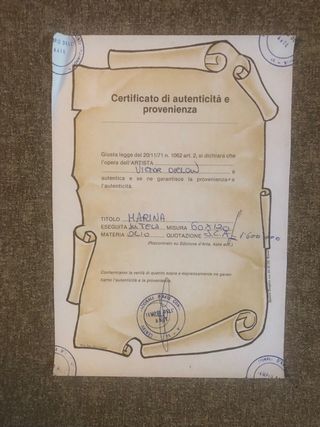 Certificato di autenticità e
provenienza
Giusta legge del 20/11/71 n. 1062 art. 2, si dichiara che
l'opera dell'ARTISTA
VICTOR è
autentica e se ne garantisce la provenienza e
l'autenticità.
TITOLO MARINA
ESEGUITA SU TELA MISURA 60X120
MATERIA OLIO QUOTAZIONE S.C.A.
(Riscontrato su Edizione d'Arte, Aste ecc.)
Confermiamo la verità di quanto sopra e espressamente ne garan-
tiamo l'autenticità e la provenienza.